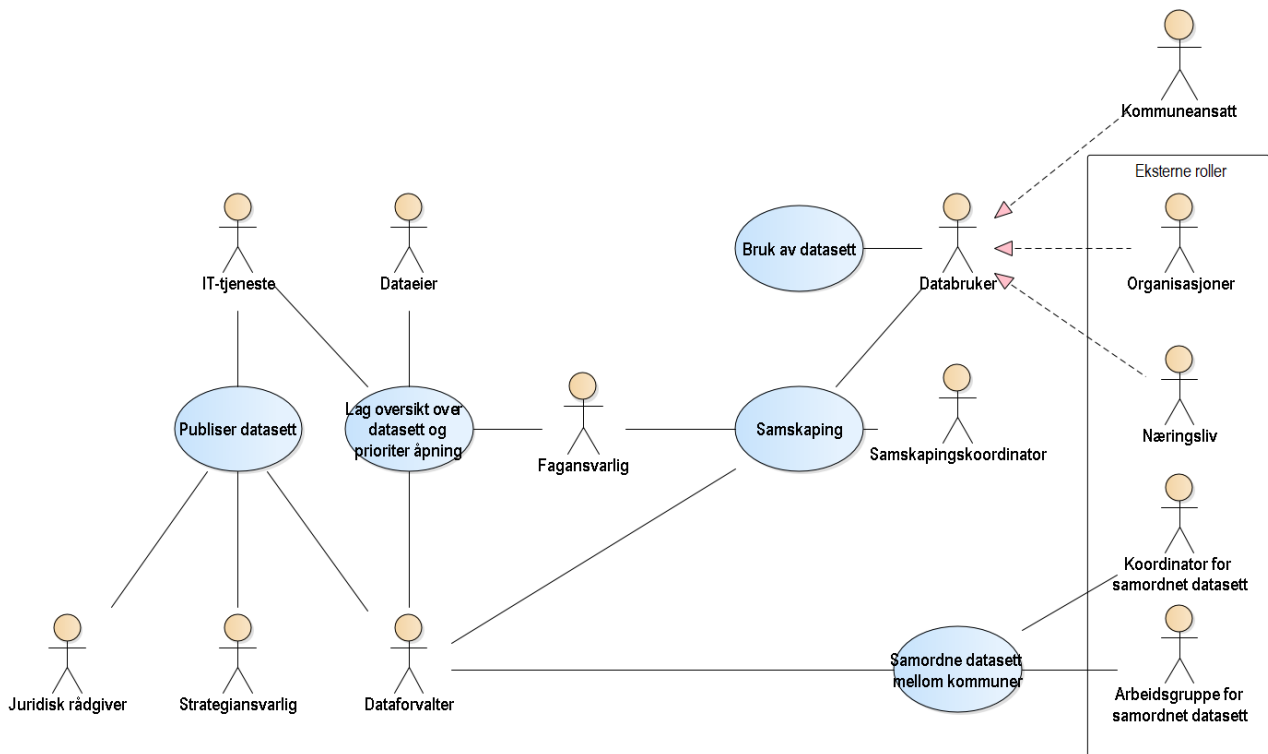 Kommuneansatt
Eksterne roller
IT-tjeneste
Dataeier
Bruk av datasett
Databruker
Organisasjoner
Publiser datasett
Lag oversikt over
datasett og
prioriter åpning
Fagansvarlig
Samskaping
Samskapingskoordinator
Næringsliv
Koordinator for
samordnet datasett
Juridisk rådgiver
Strategiansvarlig
Dataforvalter
Samordne datasett
mellom kommuner
Arbeidsgruppe for
samordnet datasett